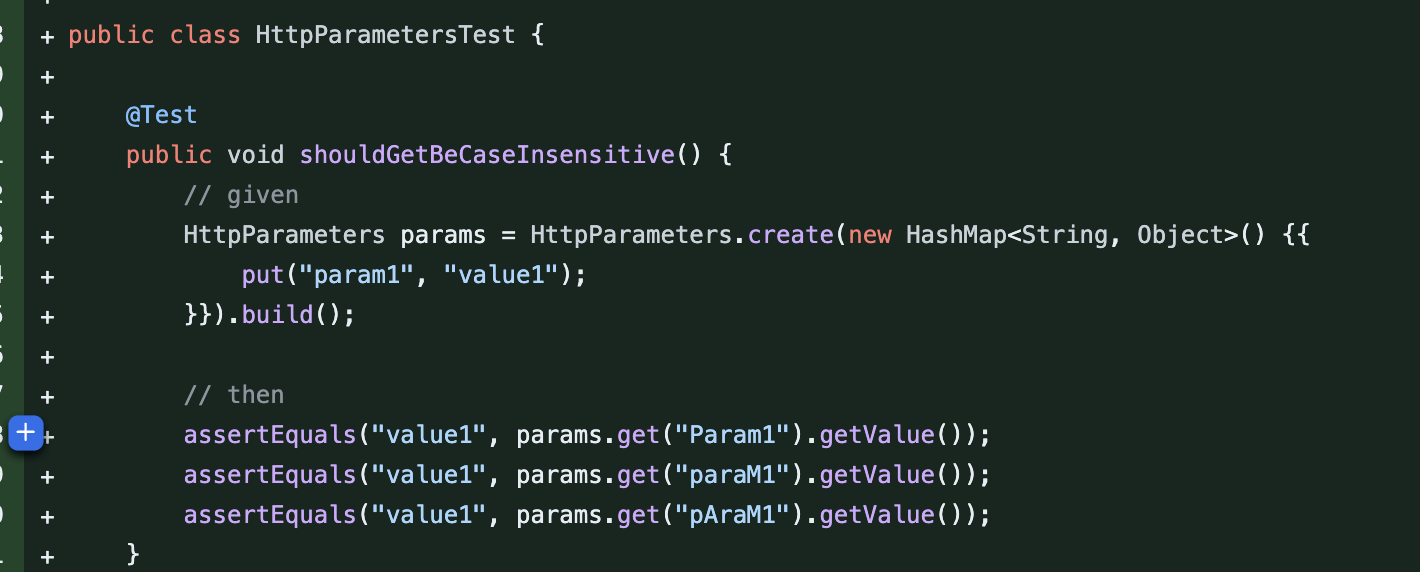 + public class HttpParametersTest {
+
+ @Test
+ public void shouldGetBeCaseInsensitive() {
+ // given
+ HttpParameters params = HttpParameters.create(new HashMap<String, Object>() {{
+ put("param1", "value1");
+ }}).build();
+
+ // then
+ assertEquals("value1", params.get("Param1").getValue());
+ assertEquals("value1", params.get("paraM1").getValue());
+ assertEquals("value1", params.get("pAraM1").getValue());
+ }